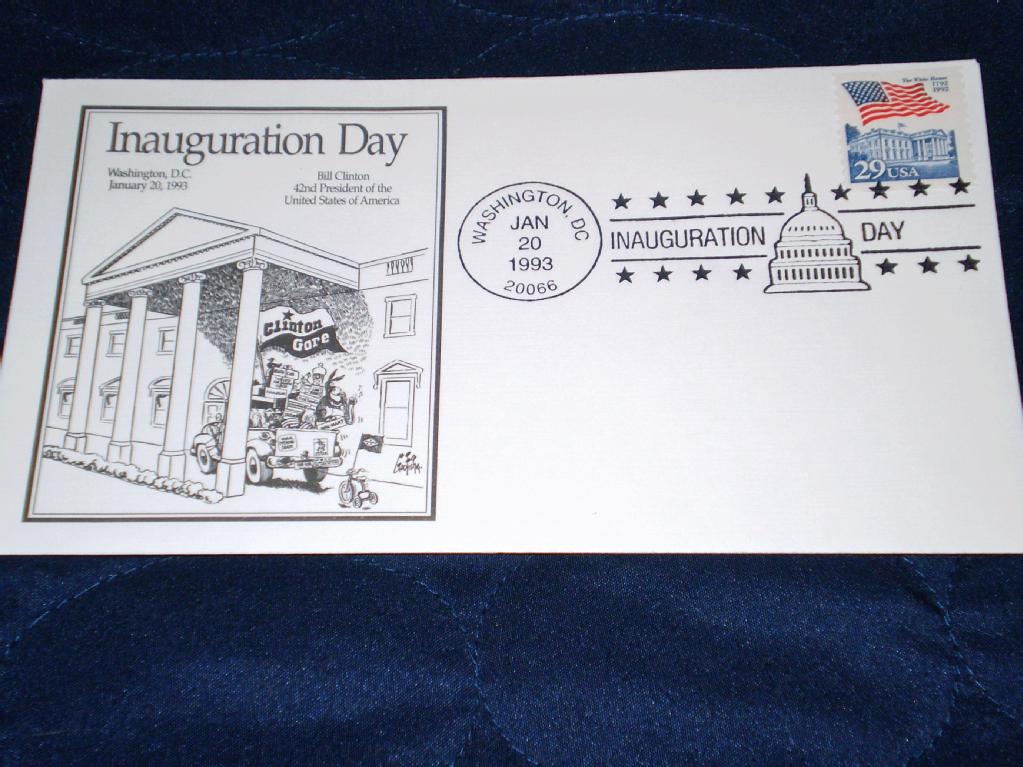 Inauguration Day
Washington, D.C.
January 20, 1993
Bill Clinton
42nd President of the
United States of America
Clinton
Gore
WASHINGTON, DC
JAN
20
1993
20066
INAUGURATION DAY
The White House
1792
1992
29 USA